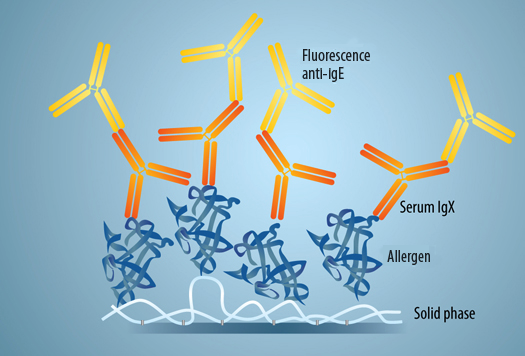 Fluorescence
anti-IgE
Serum IgX
Allergen
Solid phase